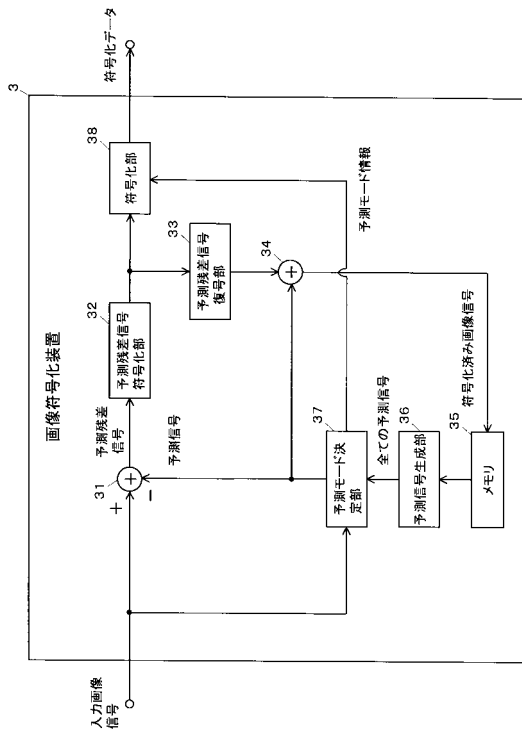 画像符号化装置
3
入力画像
信号
+
−
31
+
予測残差
信号
32
予測残差信号
符号化部
38
符号化部
符号化データ
33
予測残差信号
復号部
34
+
予測信号
予測モード情報
37
予測モード決
定部
全ての予測信号
36
予測信号生成部
35
メモリ
符号化済み画像信号